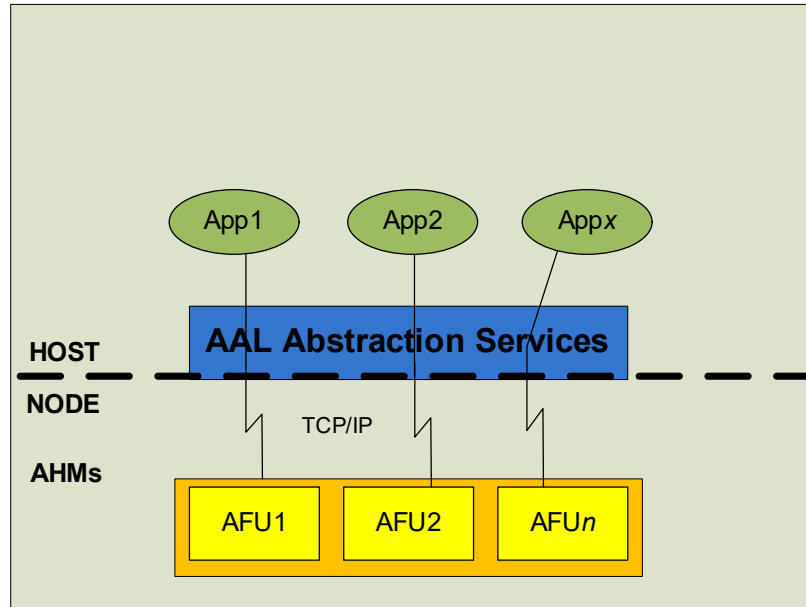 App1
App2
Appx
AAL Abstraction Services
HOST
NODE
TCP/IP
AHMs
AFU1
AFU2
AFUn